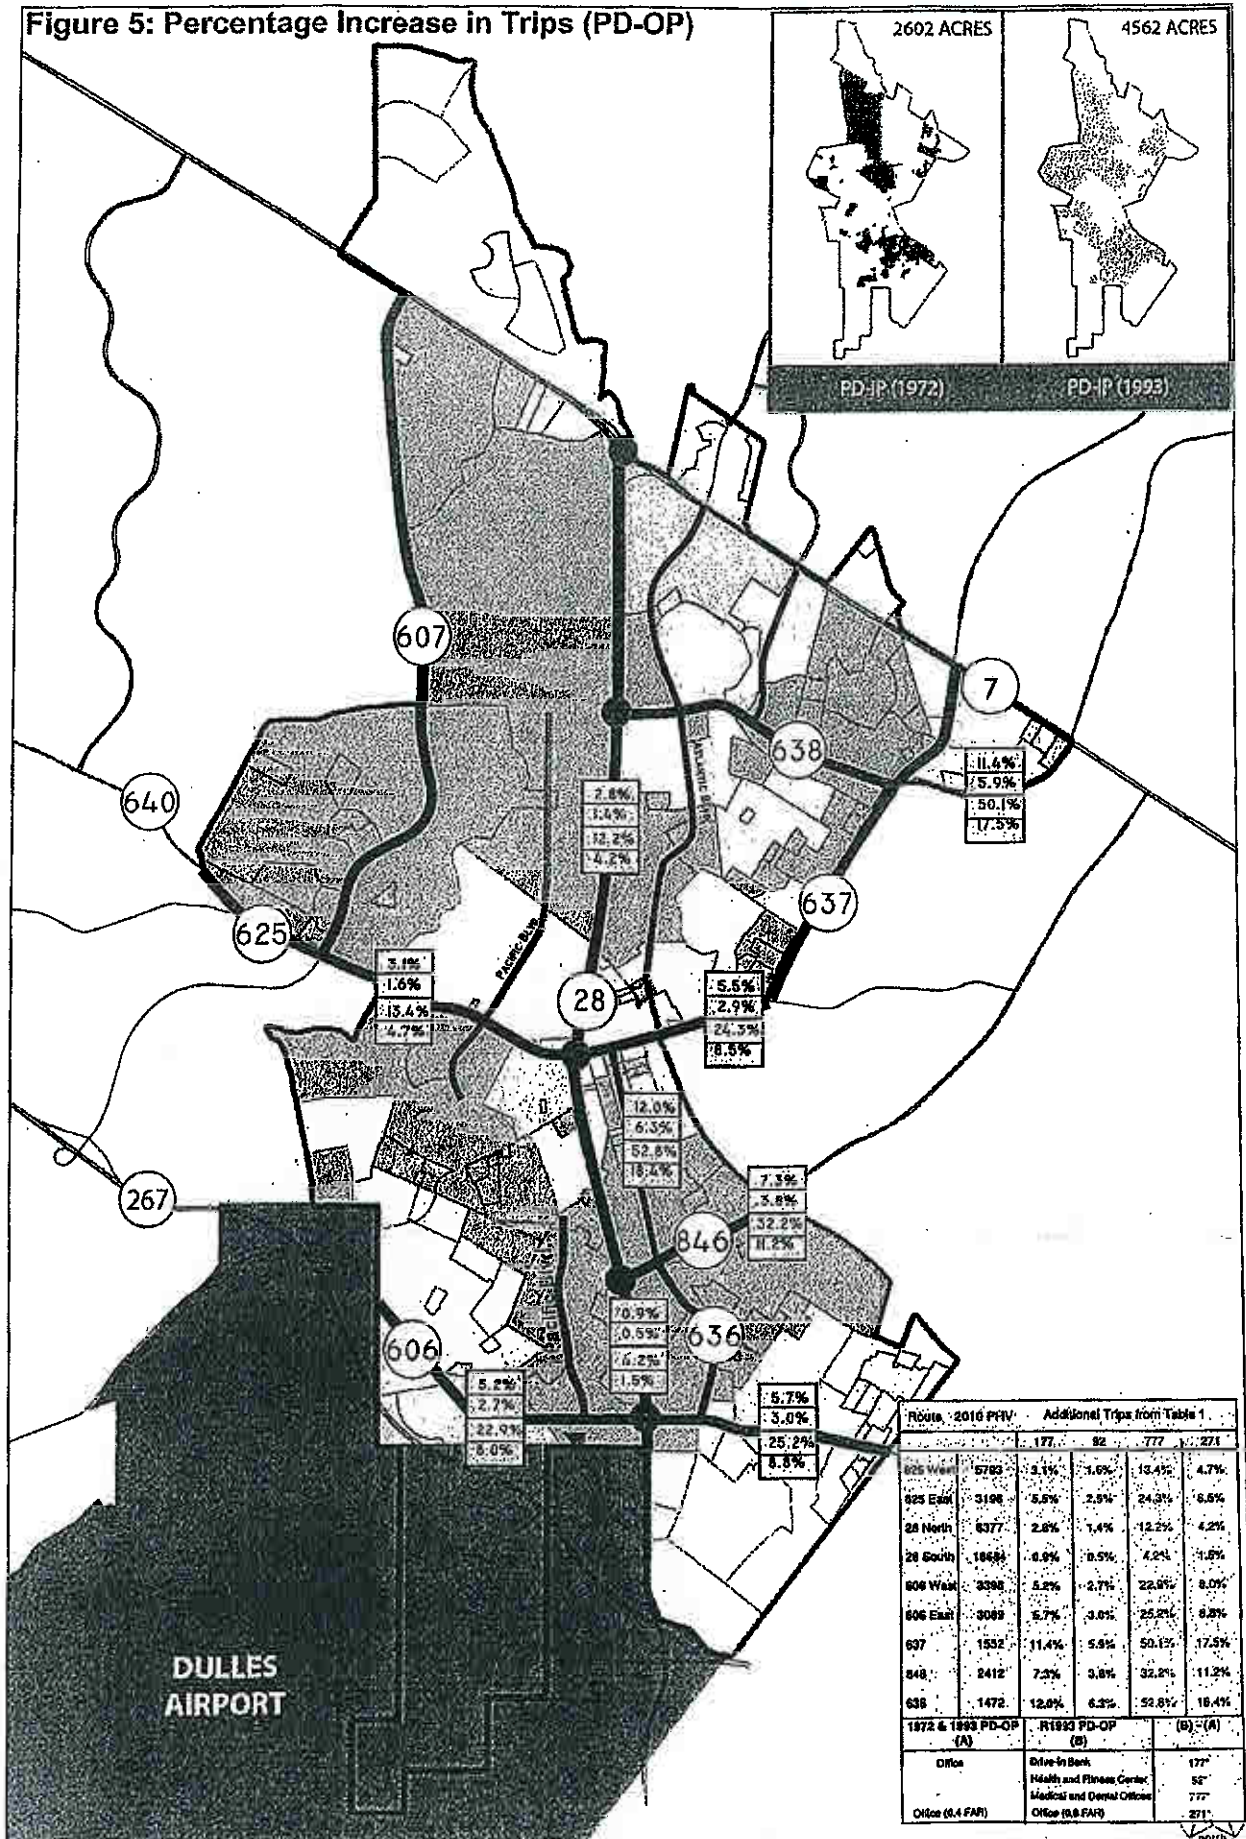 Figure 5: Percentage Increase in Trips (PD-OP)
2602 ACRES
4562 ACRES
PD-IP (1972)
PD-IP (1993)
607
7
638
ATLANTIC BLVD.
11.4%
5.9%
50.1%
17.5%
640
2.8%
1.4%
12.2%
4.2%
637
625
PACIFIC BLVD.
28
3.1%
1.6%
13.4%
4.7%
5.5%
2.9%
24.3%
8.5%
12.0%
6.3%
52.8%
18.4%
267
7.3%
3.8%
32.2%
11.2%
846
0.9%
0.5%
4.2%
1.5%
636
606
5.2%
2.7%
22.9%
8.0%
5.7%
3.0%
25.2%
8.8%
DULLES
AIRPORT
Route 2010 PHV Additional Trips from Table 1
177 92 777 271
625 West 5793 3.1% 1.6% 13.4% 4.7%
625 East 3196 5.5% 2.9% 24.3% 8.5%
28 North 6377 2.8% 1.4% 12.2% 4.2%
28 South 0.9% 0.5% 4.2% 1.5%
606 West 3398 5.2% 2.7% 22.9% 8.0%
606 East 3089 5.7% 3.0% 25.2% 8.8%
637 1552 11.4% 5.9% 50.1% 17.5%
846 2412 7.3% 3.8% 32.2% 11.2%
636 1472 12.0% 6.3% 52.8% 18.4%
1972 & 1993 PD-OP R1993 PD-OP (B) - (A)
(A) (B)
Office Drive-in Bank 177*
Health and Fitness Center
Medical and Dental Offices 777*
Office (0.4 FAR) Office (0.6 FAR) 271*
north